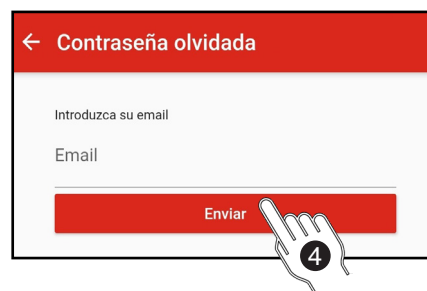 ← Contraseña olvidada
Introduzca su email
Email
Enviar
4